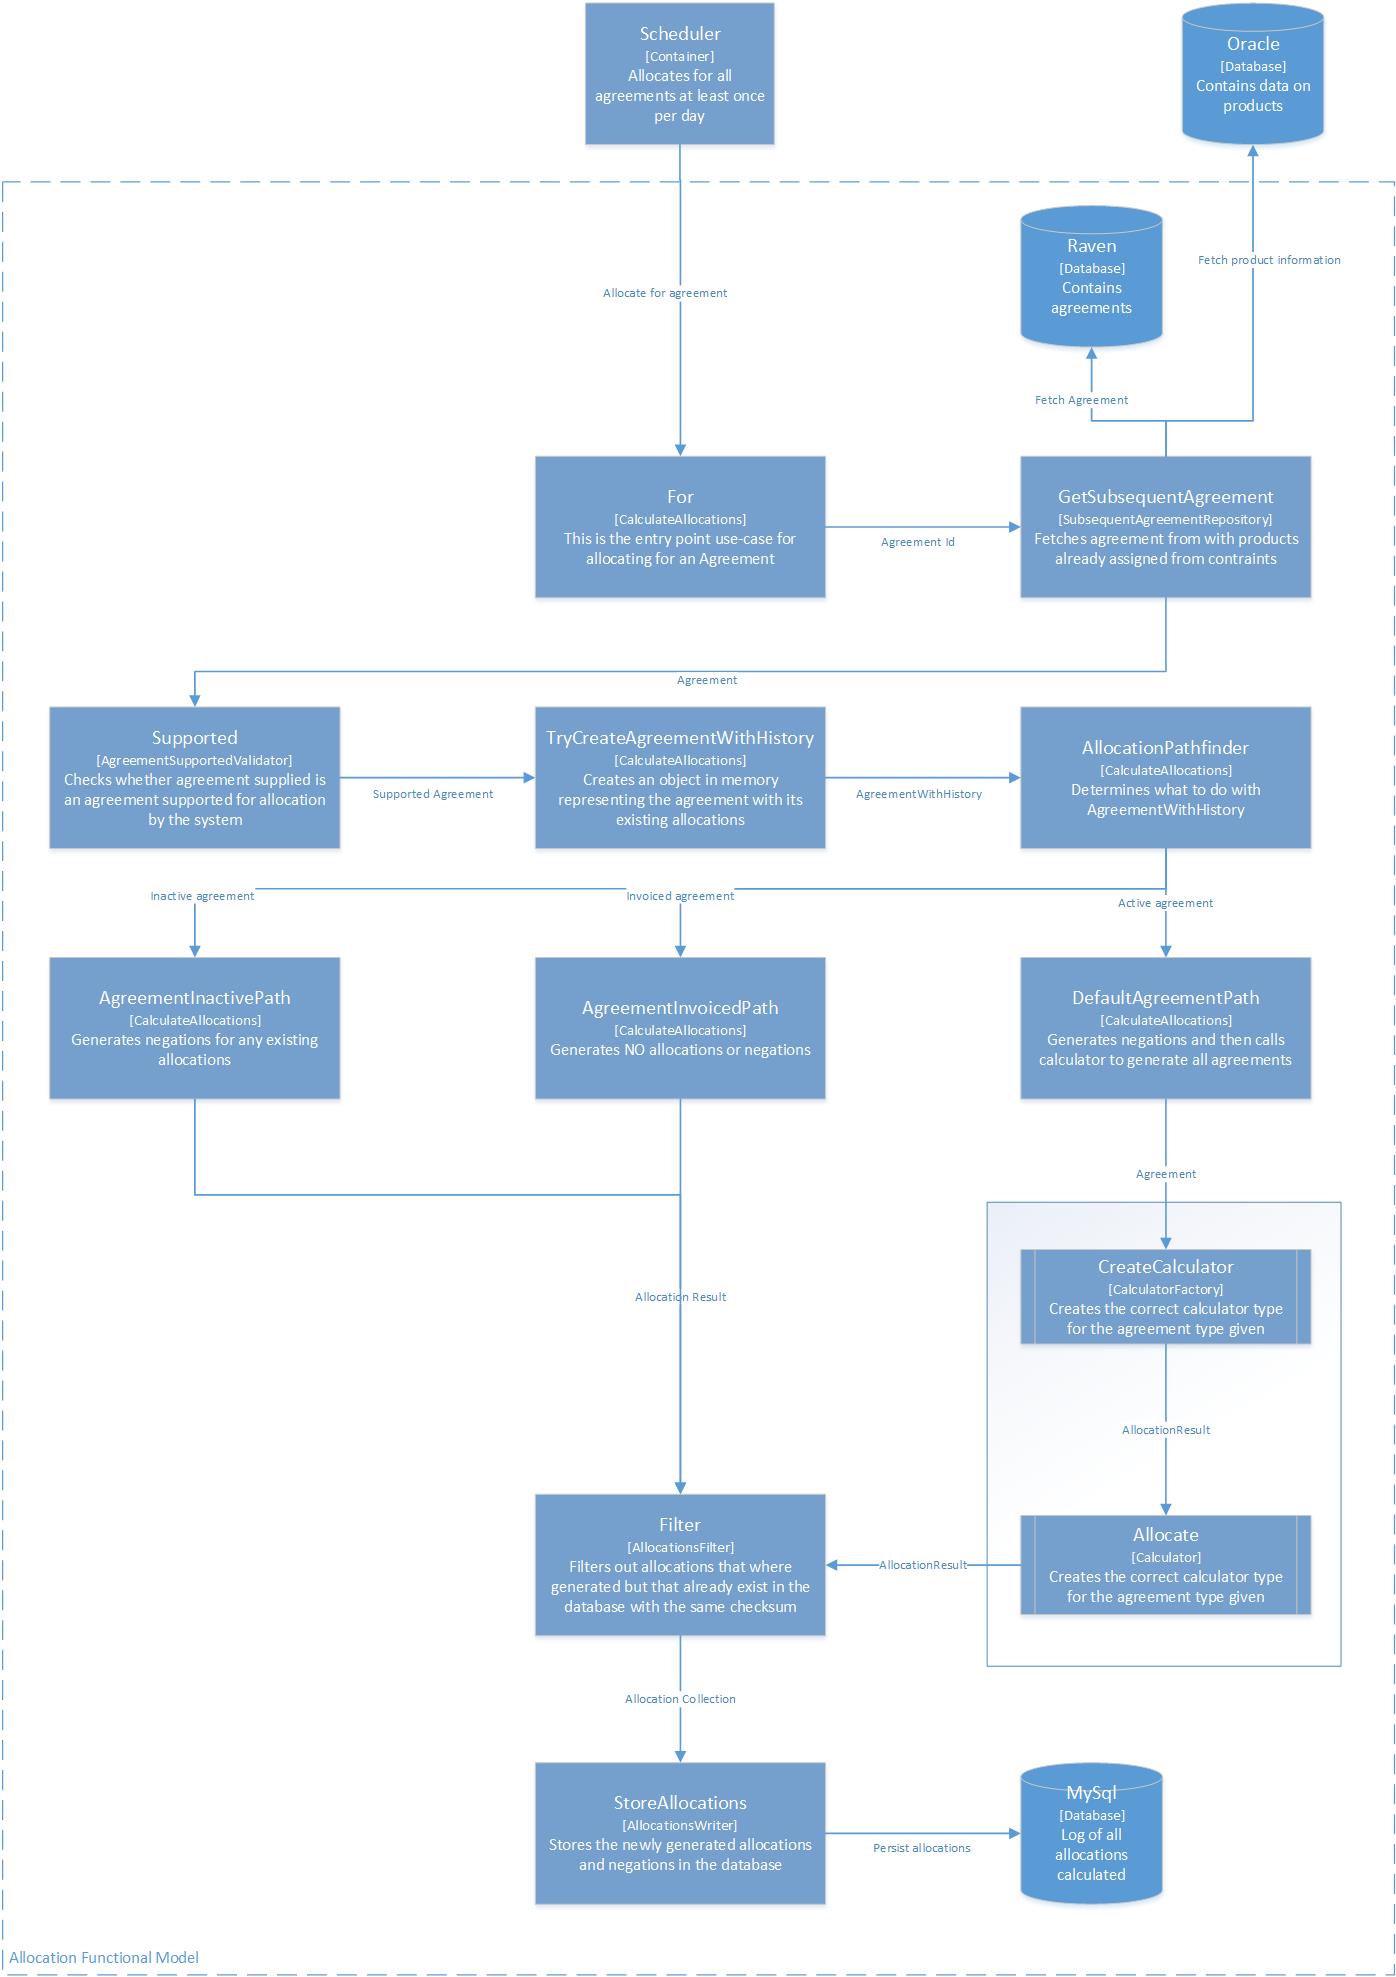 Scheduler
[Container]
Allocates for all
agreements at least once
per day
Oracle
[Database]
Contains data on
products
Raven
[Database]
Contains
agreements
Fetch product information
Allocate for agreement
Fetch Agreement
For
[CalculateAllocations]
This is the entry point use-case for
allocating for an Agreement
Agreement Id
GetSubsequentAgreement
[SubsequentAgreementRepository]
Fetches agreement from with products
already assigned from contraints
Agreement
Supported
[AgreementSupportedValidator]
Checks whether agreement supplied is
an agreement supported for allocation
by the system
Supported Agreement
TryCreateAgreementWithHistory
[CalculateAllocations]
Creates an object in memory
representing the agreement with its
existing allocations
AgreementWithHistory
AllocationPathfinder
[CalculateAllocations]
Determines what to do with
AgreementWithHistory
Inactive agreement
Invoiced agreement
Active agreement
AgreementInactivePath
[CalculateAllocations]
Generates negations for any existing
allocations
AgreementInvoicedPath
[CalculateAllocations]
Generates NO allocations or negations
DefaultAgreementPath
[CalculateAllocations]
Generates negations and then calls
calculator to generate all agreements
Agreement
CreateCalculator
[CalculatorFactory]
Creates the correct calculator type
for the agreement type given
Allocation Result
AllocationResult
Filter
[AllocationsFilter]
Filters out allocations that where
generated but that already exist in the
database with the same checksum
AllocationResult
Allocate
[Calculator]
Creates the correct calculator type
for the agreement type given
Allocation Collection
StoreAllocations
[AllocationsWriter]
Stores the newly generated allocations
and negations in the database
Persist allocations
MySql
[Database]
Log of all
allocations
calculated
Allocation Functional Model